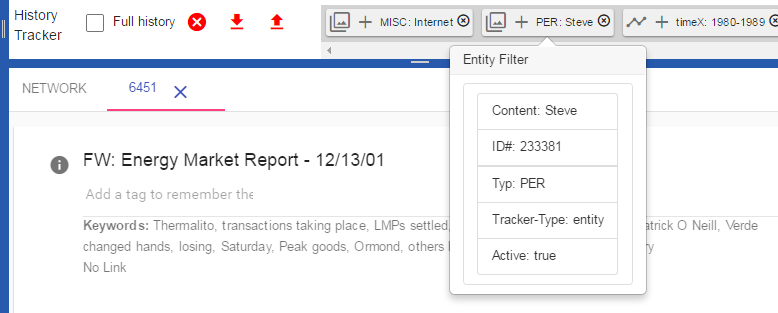 History
Tracker
Full history
MISC: Internet
PER: Steve
timeX: 1980-1989
Entity Filter
Content: Steve
ID#: 233381
Typ: PER
Tracker-Type: entity
Active: true
NETWORK
6451
FW: Energy Market Report - 12/13/01
Add a tag to remember the
Keywords: Thermalito, transactions taking place, LMPs settled, atrick O Neill, Verde
changed hands, losing, Saturday, Peak goods, Ormond, others
No Link